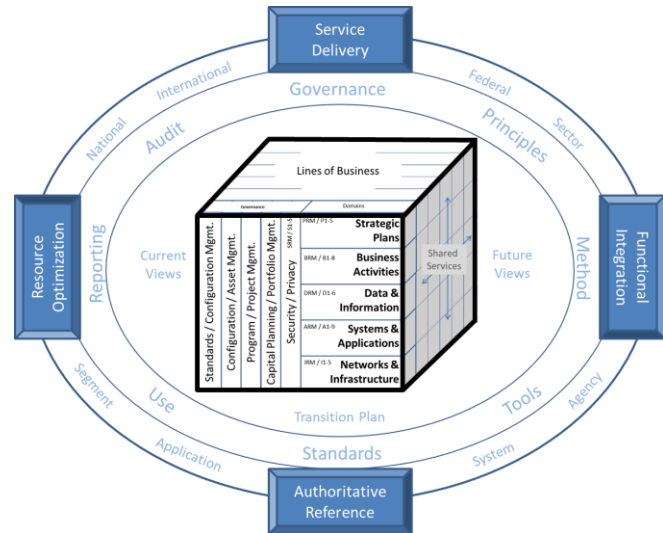 Service
Delivery
International
Federal
National
Governance
Sector
Audit
Principles
Lines of Business
Governance
Domains
Resource
Optimization
Reporting
Current
Views
Standards / Configuration Mgmt.
Configuration / Asset Mgmt.
Program / Project Mgmt.
Capital Planning / Portfolio Mgmt.
Security / Privacy
SRM / S1-5
PRM / P1-5
Strategic
Plans
BRM / B1-8
Business
Activities
DRM / D1-6
Data &
Information
ARM / A1-9
Systems &
Applications
IRM / I1-5
Networks &
Infrastructure
Shared
Services
Future
Views
Method
Functional
Integration
Use
Tools
Segment
Agency
Transition Plan
Application
Standards
System
Authoritative
Reference